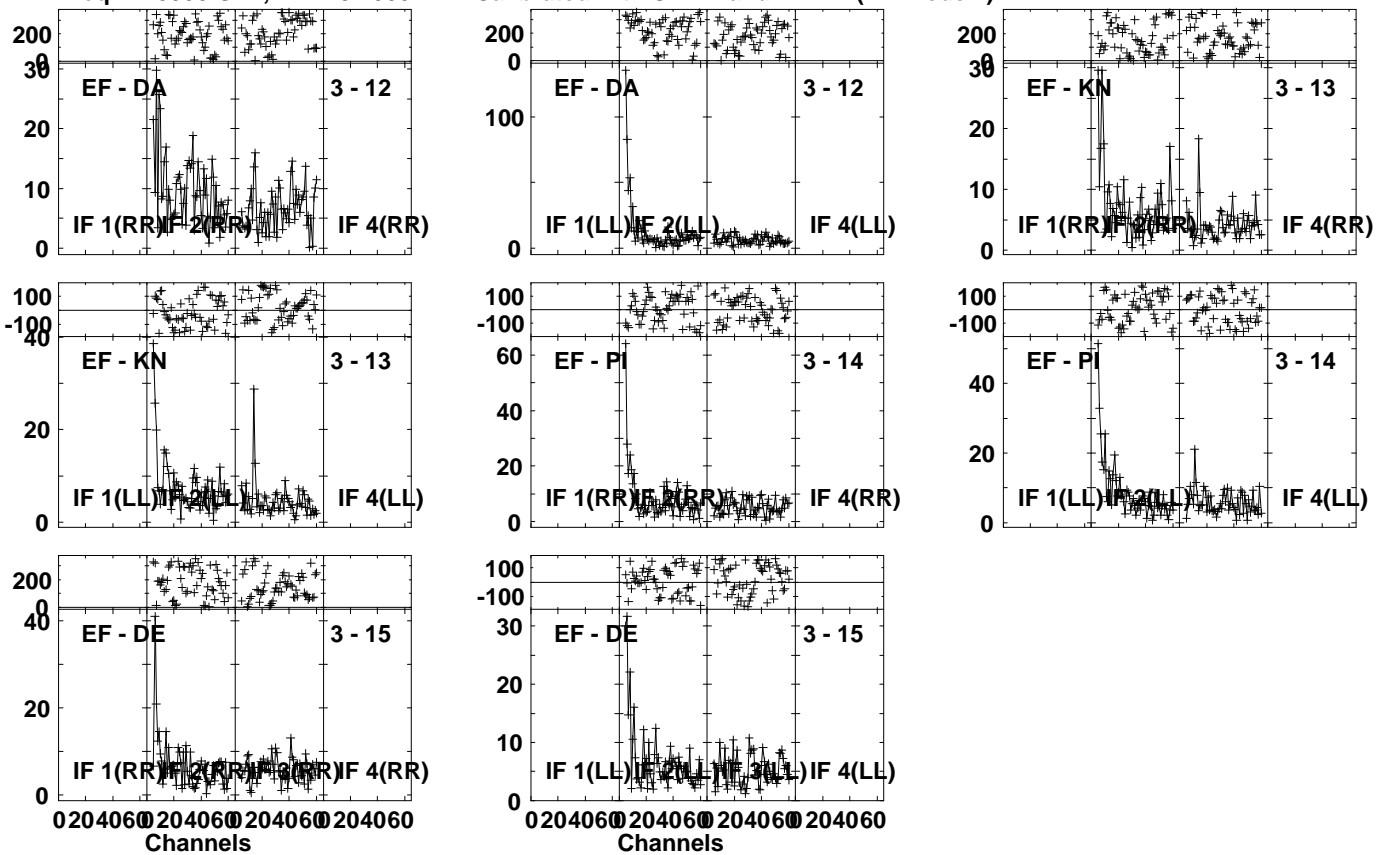 200
0
30
EF - DA
3 - 12
20
10
0
IF 1(RR)
IF 2(RR)
IF 4(RR)
200
0
EF - DA
3 - 12
100
0
IF 1(LL)
IF 2(LL)
IF 4(LL)
200
0
30
EF - KN
3 - 13
20
10
0
IF 1(RR)
IF 2(RR)
IF 4(RR)
100
-100
40
EF - KN
3 - 13
20
0
IF 1(LL)
IF 2(LL)
IF 4(LL)
100
-100
60
EF - PI
3 - 14
40
20
0
IF 1(RR)
IF 2(RR)
IF 4(RR)
100
-100
EF - PI
3 - 14
40
20
0
IF 1(LL)
IF 2(LL)
IF 4(LL)
200
0
40
EF - DE
3 - 15
20
0
IF 1(RR)
IF 2(RR)
IF 3(RR)
IF 4(RR)
0 20 40 60 0 20 40 60 0 20 40 60 0 20 40 60
Channels
100
-100
30
EF - DE
3 - 15
20
10
0
IF 1(LL)
IF 2(LL)
IF 3(LL)
IF 4(LL)
0 20 40 60 0 20 40 60 0 20 40 60 0 20 40 60
Channels